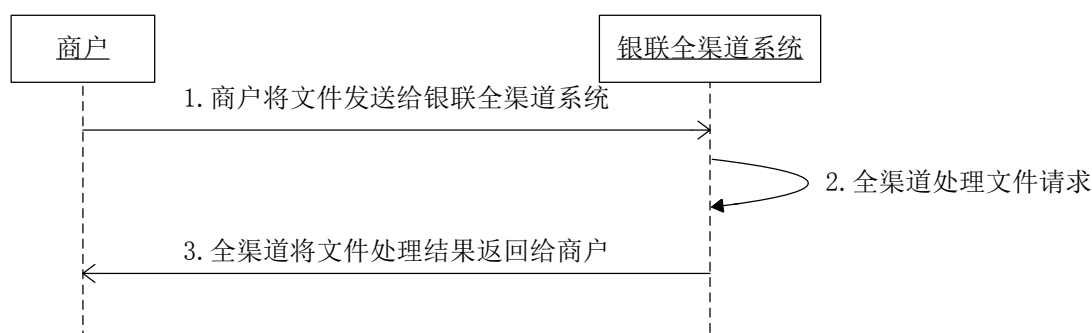 商户
银联全渠道系统
1.商户将文件发送给银联全渠道系统
2.全渠道处理文件请求
3.全渠道将文件处理结果返回给商户